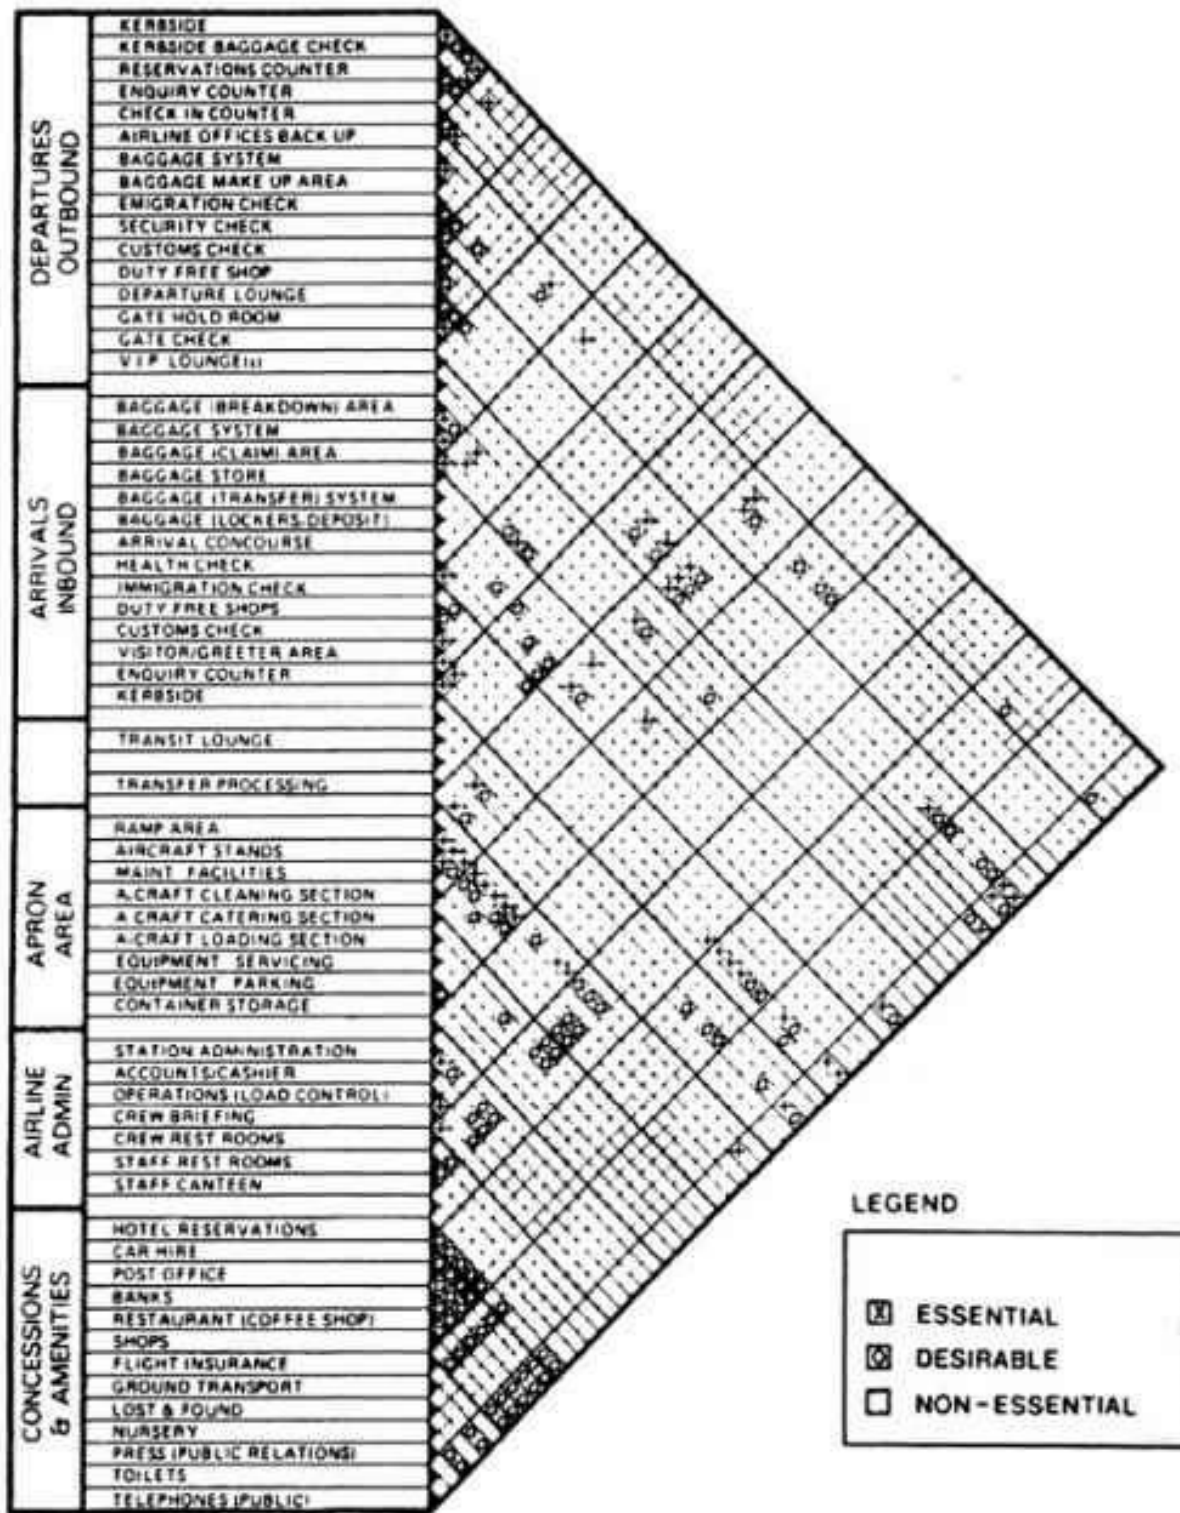 DEPARTURES
OUTBOUND
KERBSIDE
KERBSIDE BAGGAGE CHECK
RESERVATIONS COUNTER
ENQUIRY COUNTER
CHECK IN COUNTER
AIRLINE OFFICES BACK UP
BAGGAGE SYSTEM
BAGGAGE MAKE UP AREA
EMIGRATION CHECK
SECURITY CHECK
CUSTOMS CHECK
DUTY FREE SHOP
DEPARTURE LOUNGE
GATE HOLD ROOM
GATE CHECK
V I P LOUNGE(s)
ARRIVALS
INBOUND
BAGGAGE (BREAKDOWN) AREA
BAGGAGE SYSTEM
BAGGAGE (CLAIM) AREA
BAGGAGE STORE
BAGGAGE (TRANSFER) SYSTEM
BAGGAGE (LOCKERS DEPOSIT)
ARRIVAL CONCOURSE
HEALTH CHECK
IMMIGRATION CHECK
DUTY FREE SHOPS
CUSTOMS CHECK
VISITOR/GREETER AREA
ENQUIRY COUNTER
KERBSIDE
TRANSIT LOUNGE
TRANSFER PROCESSING
APRON
AREA
RAMP AREA
AIRCRAFT STANDS
MAINT FACILITIES
A/CRAFT CLEANING SECTION
A CRAFT CATERING SECTION
A/CRAFT LOADING SECTION
EQUIPMENT SERVICING
EQUIPMENT PARKING
CONTAINER STORAGE
AIRLINE
ADMIN
STATION ADMINISTRATION
ACCOUNTS/CASHIER
OPERATIONS (LOAD CONTROL)
CREW BRIEFING
CREW REST ROOMS
STAFF REST ROOMS
STAFF CANTEEN
CONCESSIONS
& AMENITIES
HOTEL RESERVATIONS
CAR HIRE
POST OFFICE
BANKS
RESTAURANT (COFFEE SHOP)
SHOPS
FLIGHT INSURANCE
GROUND TRANSPORT
LOST & FOUND
NURSERY
PRESS (PUBLIC RELATIONS)
TOILETS
TELEPHONES (PUBLIC)
LEGEND
ESSENTIAL
DESIRABLE
NON-ESSENTIAL